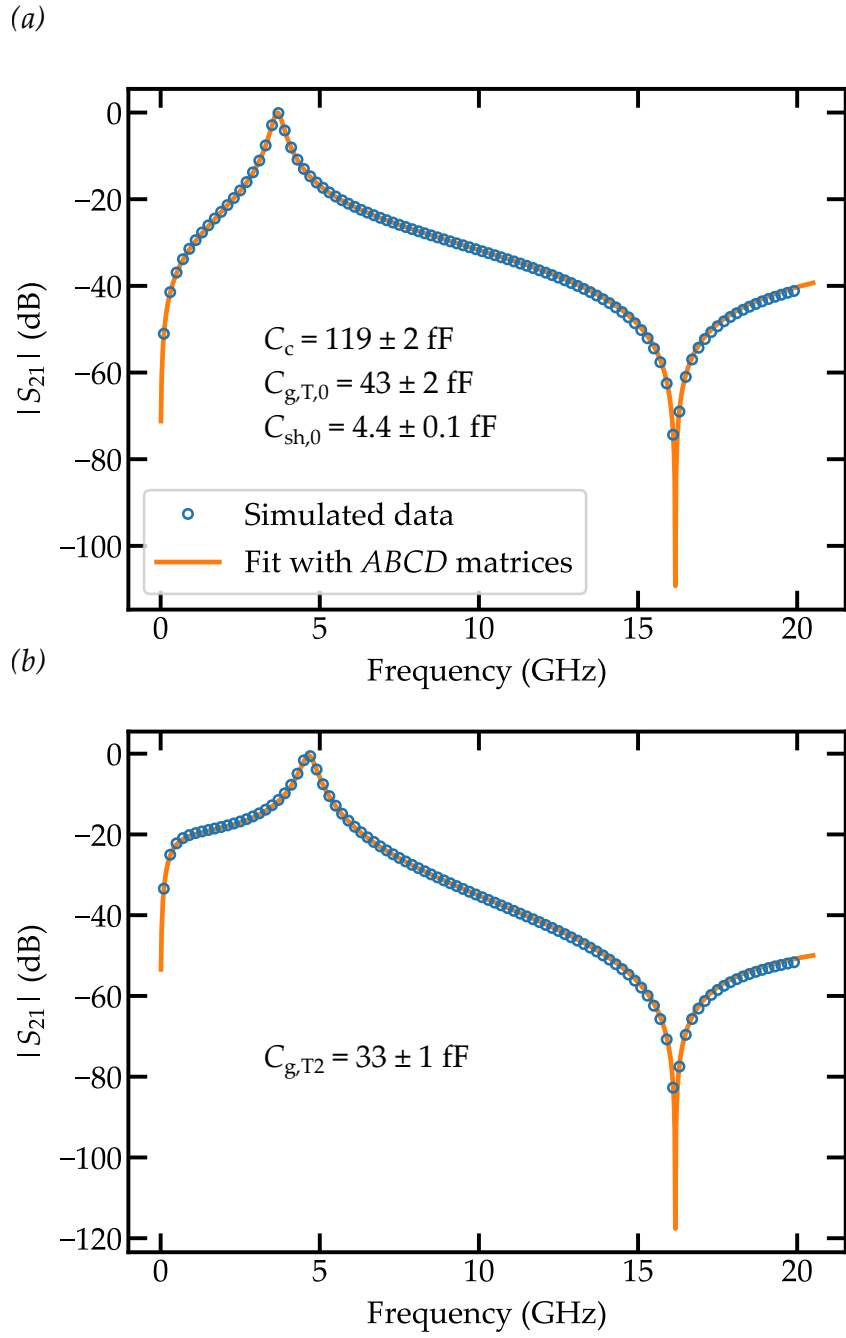 (a)
0
−20
−40
−60
−80
−100
|S21| (dB)
Cc = 119 ± 2 fF
Cg,T,0 = 43 ± 2 fF
Csh,0 = 4.4 ± 0.1 fF
Simulated data
Fit with ABCD matrices
0 5 10 15 20
Frequency (GHz)
(b)
0
−20
−40
−60
−80
−100
−120
|S21| (dB)
Cg,T2 = 33 ± 1 fF
0 5 10 15 20
Frequency (GHz)